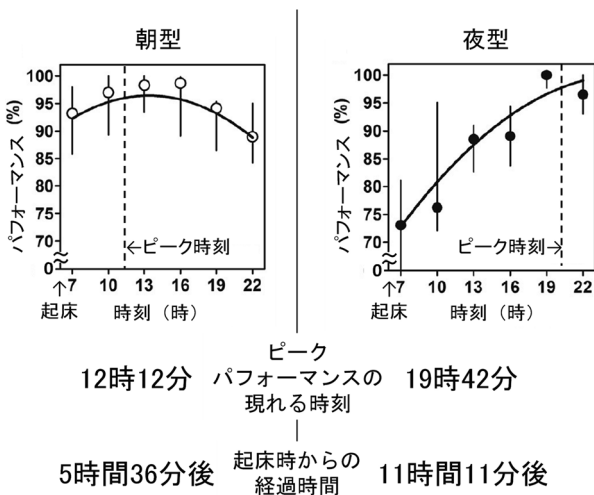 朝型
夜型
パフォーマンス (%)
100
95
90
85
80
75
70
0
←ピーク時刻
7 10 13 16 19 22
↑
起床
時刻 (時)
パフォーマンス (%)
100
95
90
85
80
75
70
0
ピーク時刻→
7 10 13 16 19 22
↑
起床
時刻 (時)
12時12分
ピーク
パフォーマンスの
現れる時刻
19時42分
5時間36分後
起床時からの
経過時間
11時間11分後